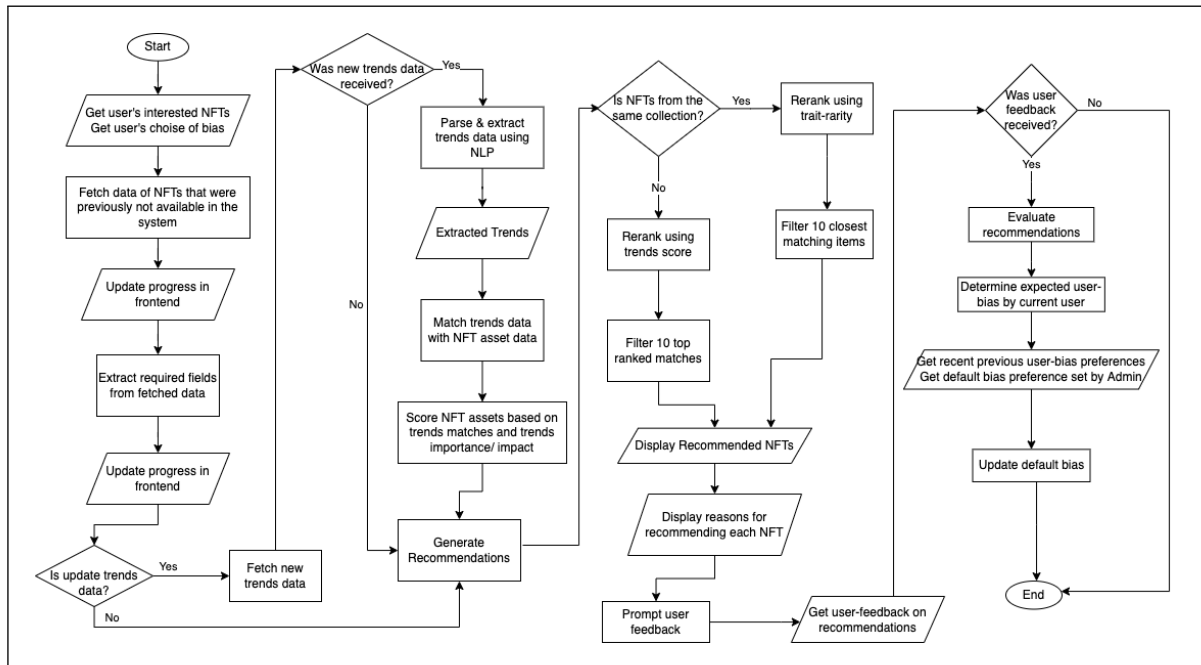 Start
Get user's interested NFTs
Get user's choise of bias
Fetch data of NFTs that were
previously not available in the
system
Update progress in
frontend
Extract required fields
from fetched data
Update progress in
frontend
Is update trends
data?
Yes
No
Fetch new
trends data
Was new trends data
received?
Yes
No
Parse & extract
trends data using
NLP
Extracted Trends
Match trends data
with NFT asset data
Score NFT assets based on
trends matches and trends
importance/ impact
Generate
Recommendations
Is NFTs from the
same collection?
Yes
No
Rerank using
trait-rarity
Filter 10 closest
matching items
Rerank using
trends score
Filter 10 top
ranked matches
Display Recommended NFTs
Display reasons for
recommending each NFT
Prompt user
feedback
Get user-feedback on
recommendations
Was user
feedback
received?
No
Yes
Evaluate
recommendations
Determine expected user-
bias by current user
Get recent previous user-bias preferences
Get default bias preference set by Admin
Update default bias
End